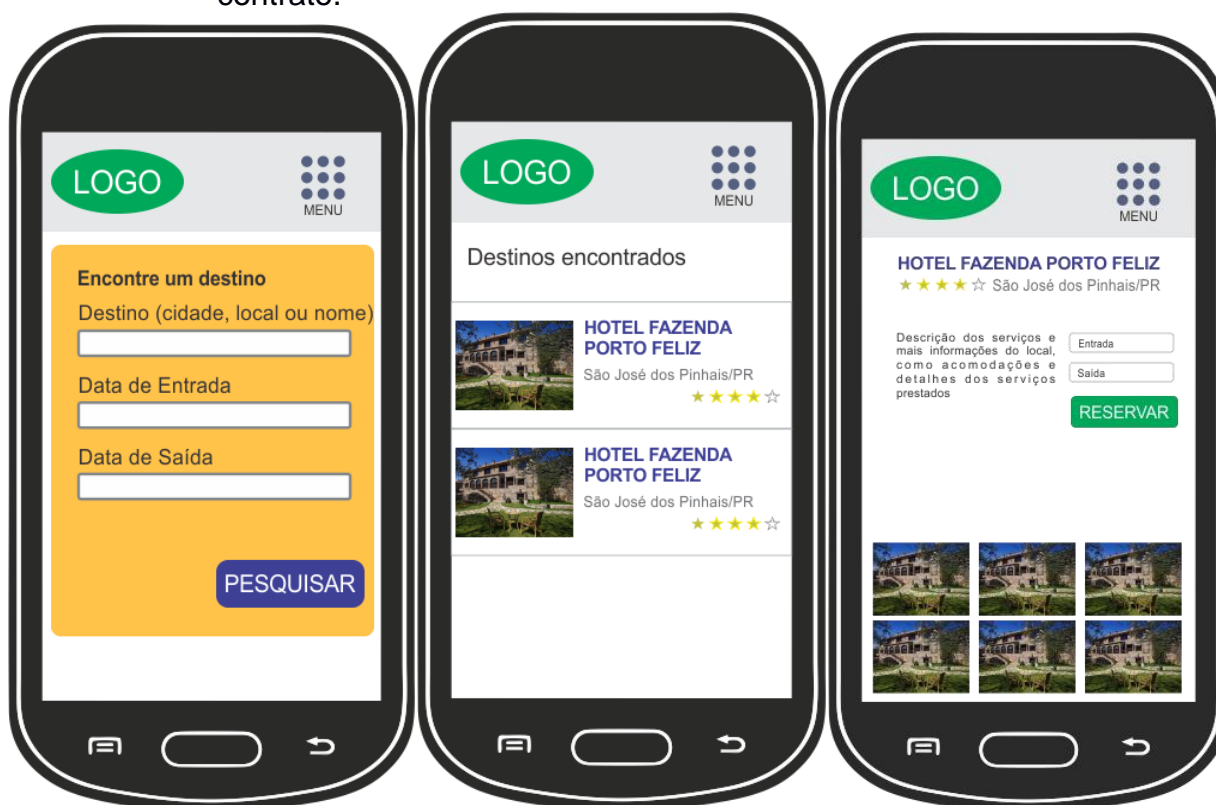 contrato.
LOGO
MENU
Encontre um destino
Destino (cidade, local ou nome)
Data de Entrada
Data de Saída
PESQUISAR
LOGO
MENU
Destinos encontrados
HOTEL FAZENDA
PORTO FELIZ
São José dos Pinhais/PR
HOTEL FAZENDA
PORTO FELIZ
São José dos Pinhais/PR
LOGO
MENU
HOTEL FAZENDA PORTO FELIZ
São José dos Pinhais/PR
Descrição dos serviços e
mais informações do local,
como acomodações e
detalhes dos serviços
prestados
Entrada
Saída
RESERVAR